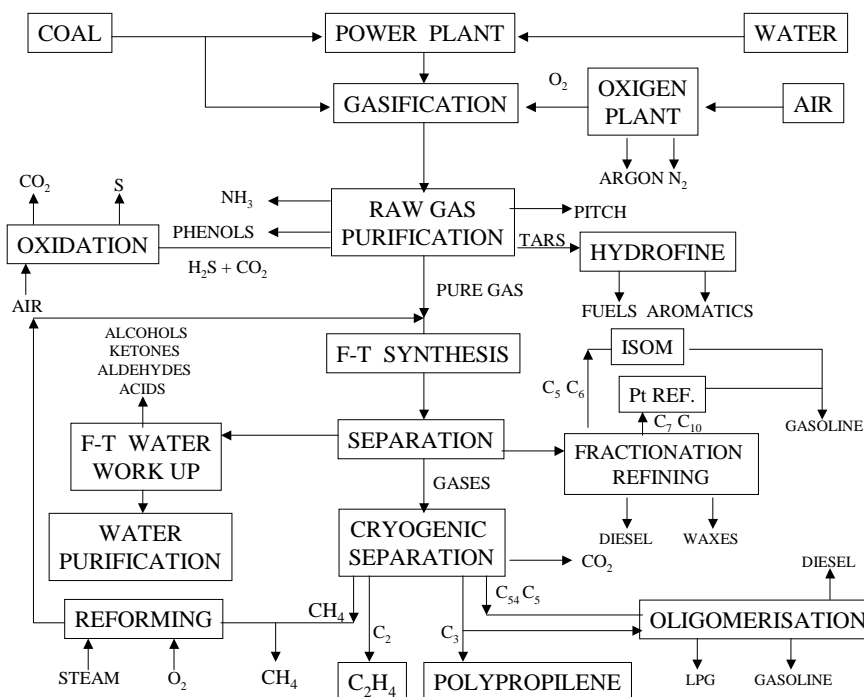 COAL
POWER PLANT
WATER
O₂
OXIGEN
PLANT
AIR
GASIFICATION
ARGON N₂
CO₂
S
NH₃
RAW GAS
PURIFICATION
PITCH
OXIDATION
PHENOLS
TARS
HYDROFINE
H₂S + CO₂
AIR
PURE GAS
FUELS AROMATICS
ALCOHOLS
KETONES
ALDEHYDES
ACIDS
F-T SYNTHESIS
ISOM
C₅ C₆
Pt REF.
C₇ C₁₀
GASOLINE
F-T WATER
WORK UP
SEPARATION
FRACTIONATION
REFINING
GASES
WATER
PURIFICATION
CRYOGENIC
SEPARATION
DIESEL
WAXES
CO₂
DIESEL
REFORMING
CH₄
C₂
C₃
C₅₄ C₅
OLIGOMERISATION
STEAM
O₂
CH₄
C₂H₄
POLYPROPILENE
LPG
GASOLINE